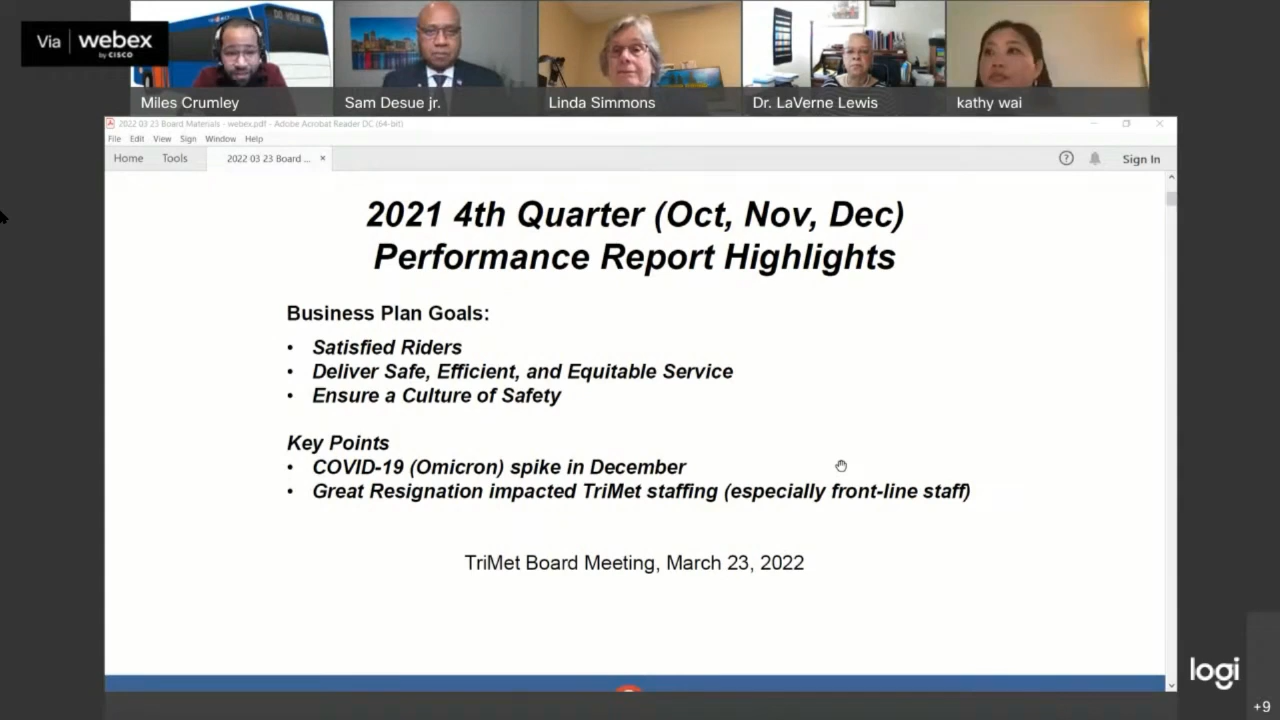 Via webex
by CISCO
DO YOUR PART.
Miles Crumley
Sam Desue jr.
Linda Simmons
Dr. LaVerne Lewis
kathy wai
2022 03 23 Board Materials - webex.pdf - Adobe Acrobat Reader DC (64-bit)
File Edit View Sign Window Help
Home Tools 2022 03 23 Board ... × Sign In
2021 4th Quarter (Oct, Nov, Dec)
Performance Report Highlights
Business Plan Goals:
• Satisfied Riders
• Deliver Safe, Efficient, and Equitable Service
• Ensure a Culture of Safety
Key Points
• COVID-19 (Omicron) spike in December
• Great Resignation impacted TriMet staffing (especially front-line staff)
TriMet Board Meeting, March 23, 2022
logi
+9